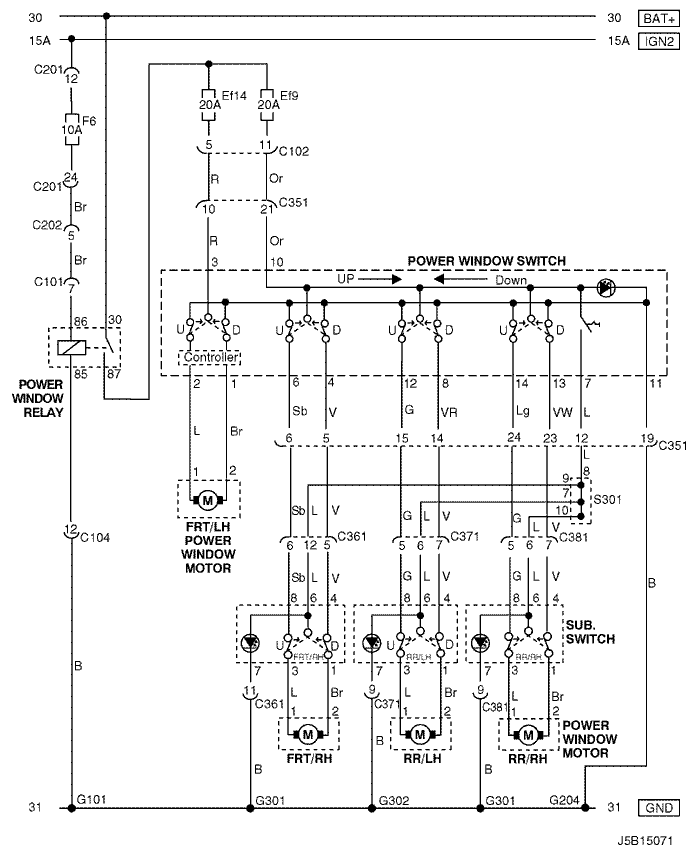 30 30 BAT+
15A 15A IGN2
C201
12
F6
10A
24
C201
Br
C202
5
Br
C101
7
86 30
85 87
POWER
WINDOW
RELAY
12
C104
B
Ef14 Ef9
20A 20A
5 11 C102
R Or
10 21 C351
R Or
3 10
POWER WINDOW SWITCH
UP Down
U D U D U D U D
Controller
2 1 6 4 12 8 14 13 7 11
L Br Sb V G VR Lg VW L
6 5 15 14 24 23 12 19 C351
L
1 2 9 8
M 7 S301
10
FRT/LH
POWER
WINDOW
MOTOR
Sb L V G L V G L V
6 12 5 C361 5 6 7 C371 5 6 7 C381
Sb L V G L V G L V B
8 6 4 8 6 4 8 6 4
SUB.
SWITCH
U D U D
FRT/RH RR/LH RR/RH
7 3 1 7 3 1 7 3 1
11 C361 9 C371 9 C381
L Br L Br L Br
1 2 1 2 1 2
M M M
POWER
WINDOW
MOTOR
FRT/RH RR/LH RR/RH
B B B
31 G101 G301 G302 G301 G204 31 GND
J5B15071